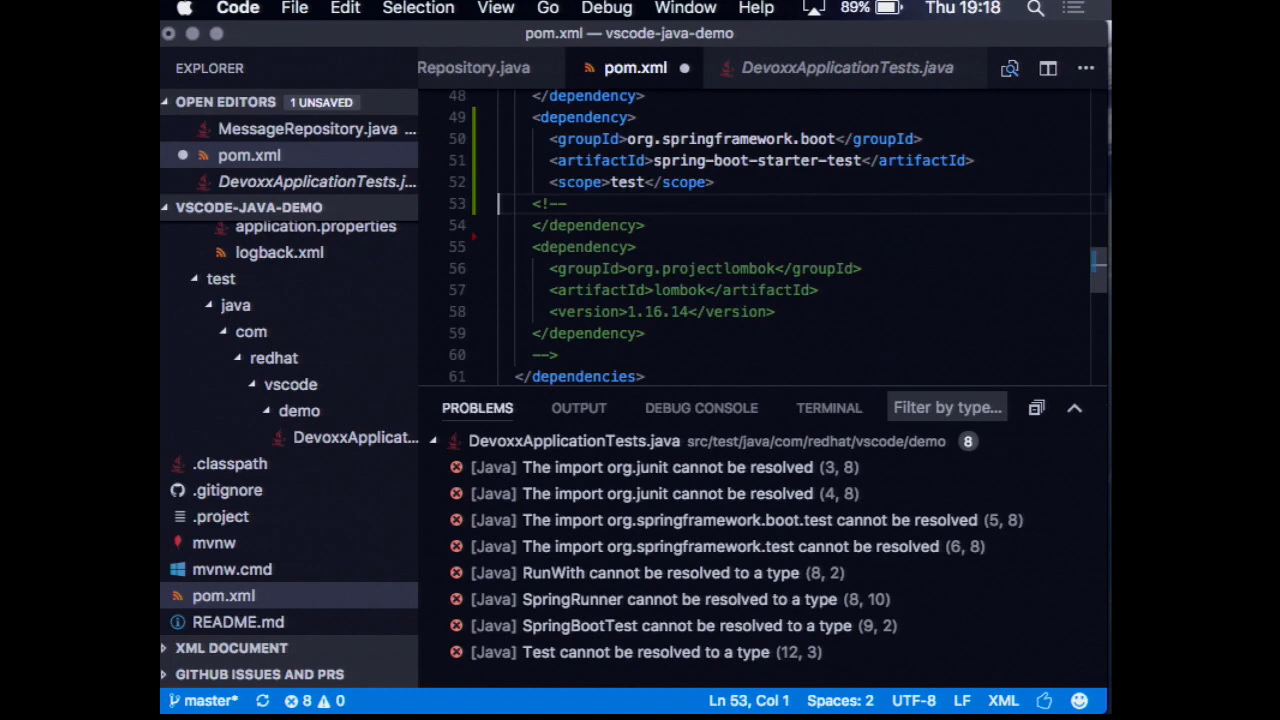 Code File Edit Selection View Go Debug Window Help 89% Thu 19:18
pom.xml — vscode-java-demo
EXPLORER
Repository.java pom.xml DevoxxApplicationTests.java
OPEN EDITORS 1 UNSAVED
MessageRepository.java ...
pom.xml
DevoxxApplicationTests.j...
VSCODE-JAVA-DEMO
application.properties
logback.xml
test
java
com
redhat
vscode
demo
DevoxxApplicat...
.classpath
.gitignore
.project
mvnw
mvnw.cmd
pom.xml
README.md
XML DOCUMENT
GITHUB ISSUES AND PRS
48 </dependency>
49 <dependency>
50 <groupId>org.springframework.boot</groupId>
51 <artifactId>spring-boot-starter-test</artifactId>
52 <scope>test</scope>
53 <!--
54 </dependency>
55 <dependency>
56 <groupId>org.projectlombok</groupId>
57 <artifactId>lombok</artifactId>
58 <version>1.16.14</version>
59 </dependency>
60 -->
61 </dependencies>
PROBLEMS OUTPUT DEBUG CONSOLE TERMINAL Filter by type...
DevoxxApplicationTests.java src/test/java/com/redhat/vscode/demo 8
[Java] The import org.junit cannot be resolved (3, 8)
[Java] The import org.junit cannot be resolved (4, 8)
[Java] The import org.springframework.boot.test cannot be resolved (5, 8)
[Java] The import org.springframework.test cannot be resolved (6, 8)
[Java] RunWith cannot be resolved to a type (8, 2)
[Java] SpringRunner cannot be resolved to a type (8, 10)
[Java] SpringBootTest cannot be resolved to a type (9, 2)
[Java] Test cannot be resolved to a type (12, 3)
master* 8 0 Ln 53, Col 1 Spaces: 2 UTF-8 LF XML